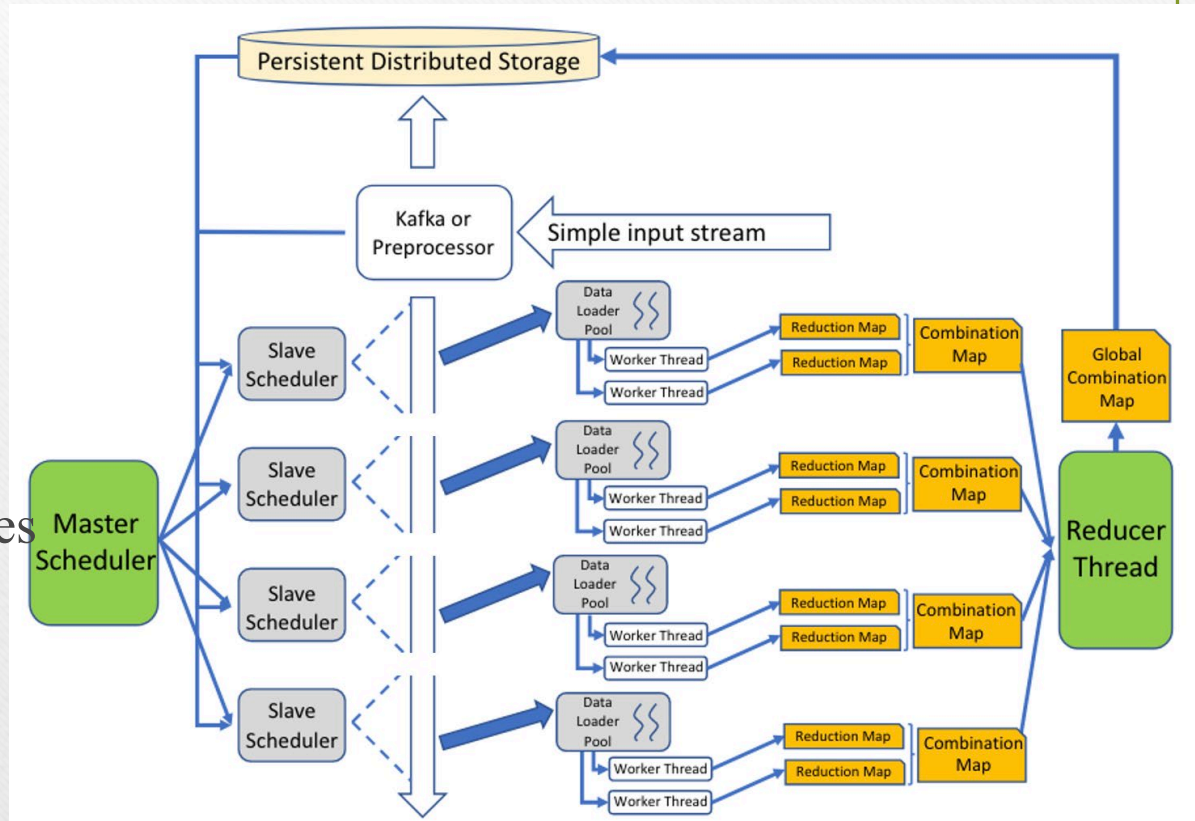 Persistent Distributed Storage
Kafka or
Preprocessor
Simple input stream
Data
Loader
Pool
Slave
Scheduler
Worker Thread
Worker Thread
Reduction Map
Reduction Map
Combination
Map
Global
Combination
Map
Data
Loader
Pool
Slave
Scheduler
Worker Thread
Worker Thread
Reduction Map
Reduction Map
Combination
Map
es
Master
Scheduler
Reducer
Thread
Data
Loader
Pool
Slave
Scheduler
Worker Thread
Worker Thread
Reduction Map
Reduction Map
Combination
Map
Data
Loader
Pool
Slave
Scheduler
Worker Thread
Worker Thread
Reduction Map
Reduction Map
Combination
Map